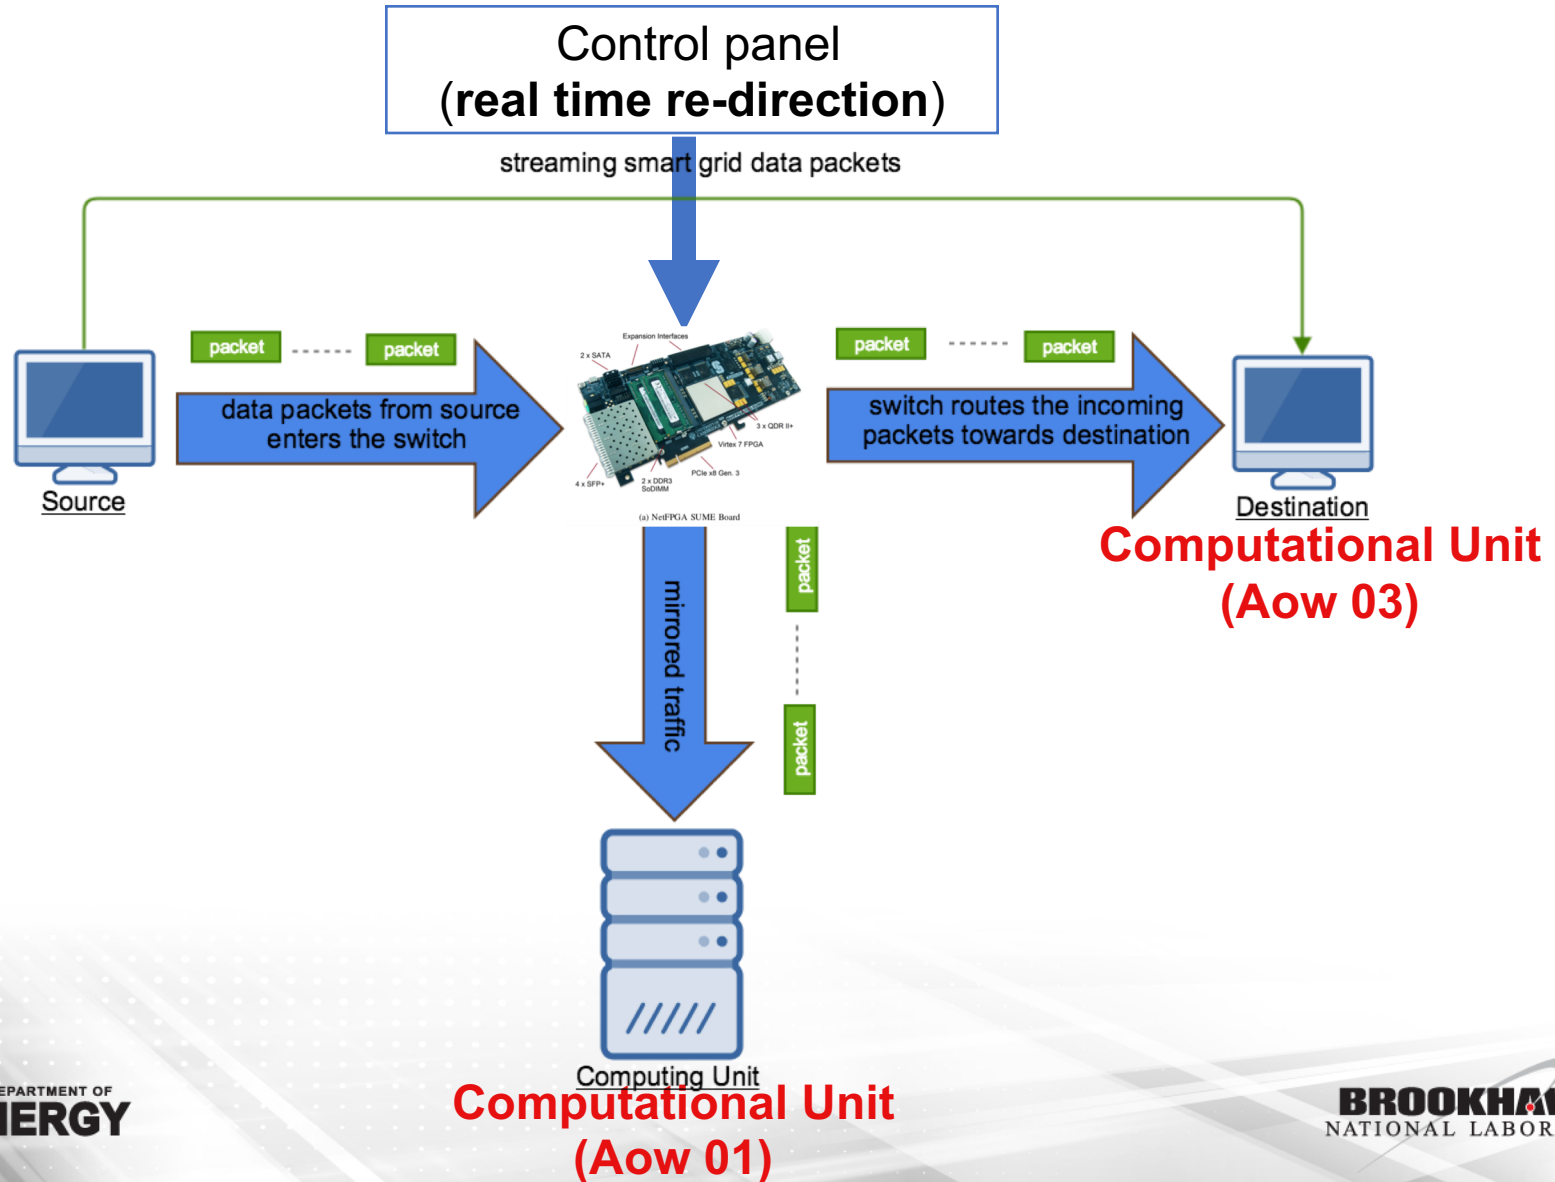 Control panel
(real time re-direction)
streaming smart grid data packets
packet
packet
data packets from source
enters the switch
Source
Expansion Interfaces
2 x SATA
3 x QDR II+
Virtex 7 FPGA
PCIe x8 Gen. 3
2 x DDR3
SoDIMM
4 x SFP+
(a) NetFPGA SUME Board
packet
packet
switch routes the incoming
packets towards destination
Destination
Computational Unit
(Aow 03)
mirrored traffic
packet
packet
Computing Unit
Computational Unit
(Aow 01)
EPARTMENT OF
NERGY
BROOKHAV
NATIONAL LABOR